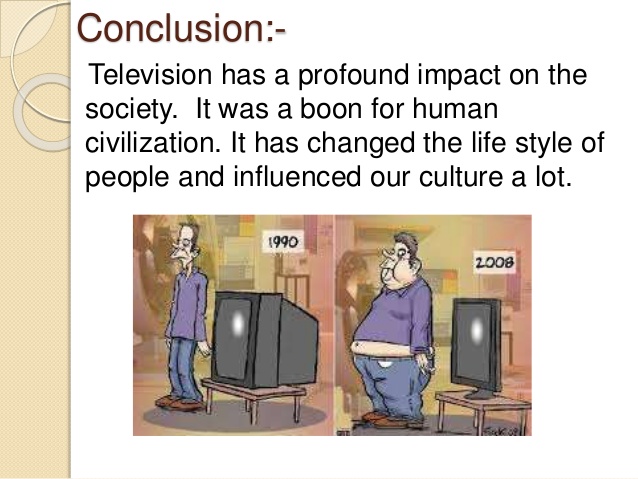 Conclusion:-
Television has a profound impact on the
society.  It was a boon for human
civilization. It has changed the life style of
people and influenced our culture a lot.
1990
2008